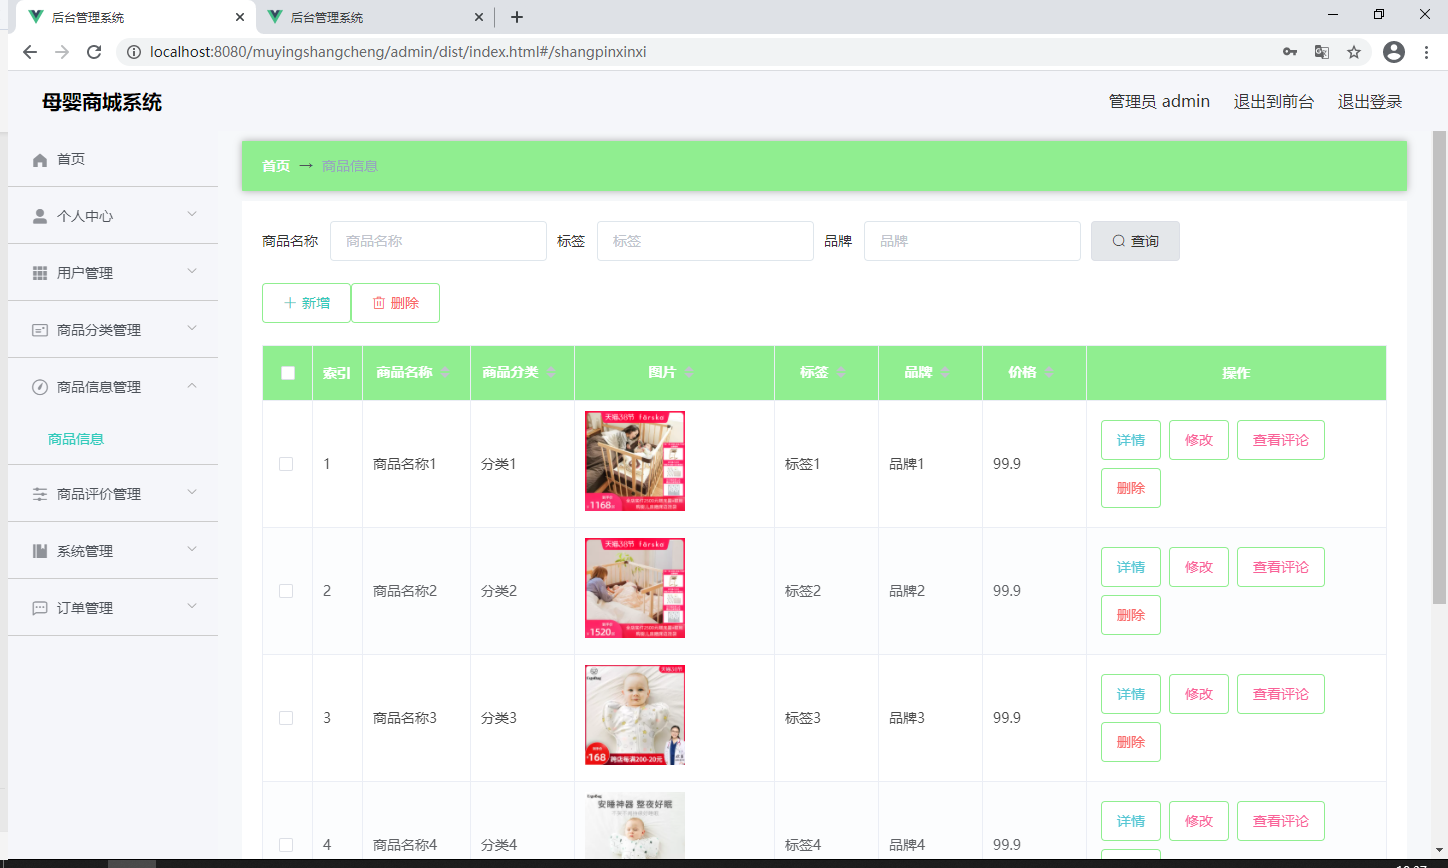 后台管理系统
后台管理系统
localhost:8080/muyingshangcheng/admin/dist/index.html#/shangpinxinxi
母婴商城系统
管理员 admin
退出到前台
退出登录
首页
个人中心
用户管理
商品分类管理
商品信息管理
商品信息
商品评价管理
系统管理
订单管理
首页 → 商品信息
商品名称 商品名称 标签 标签 品牌 品牌 查询
新增 删除
索引 商品名称 商品分类 图片 标签 品牌 价格 操作
天猫38节 farska
1168
1 商品名称1 分类1 标签1 品牌1 99.9 详情 修改 查看评论
删除
天猫38节 farska
1520
2 商品名称2 分类2 标签2 品牌2 99.9 详情 修改 查看评论
删除
168 跨店每满200-20元
3 商品名称3 分类3 标签3 品牌3 99.9 详情 修改 查看评论
删除
安睡神器 整夜好眠
4 商品名称4 分类4 标签4 品牌4 99.9 详情 修改 查看评论